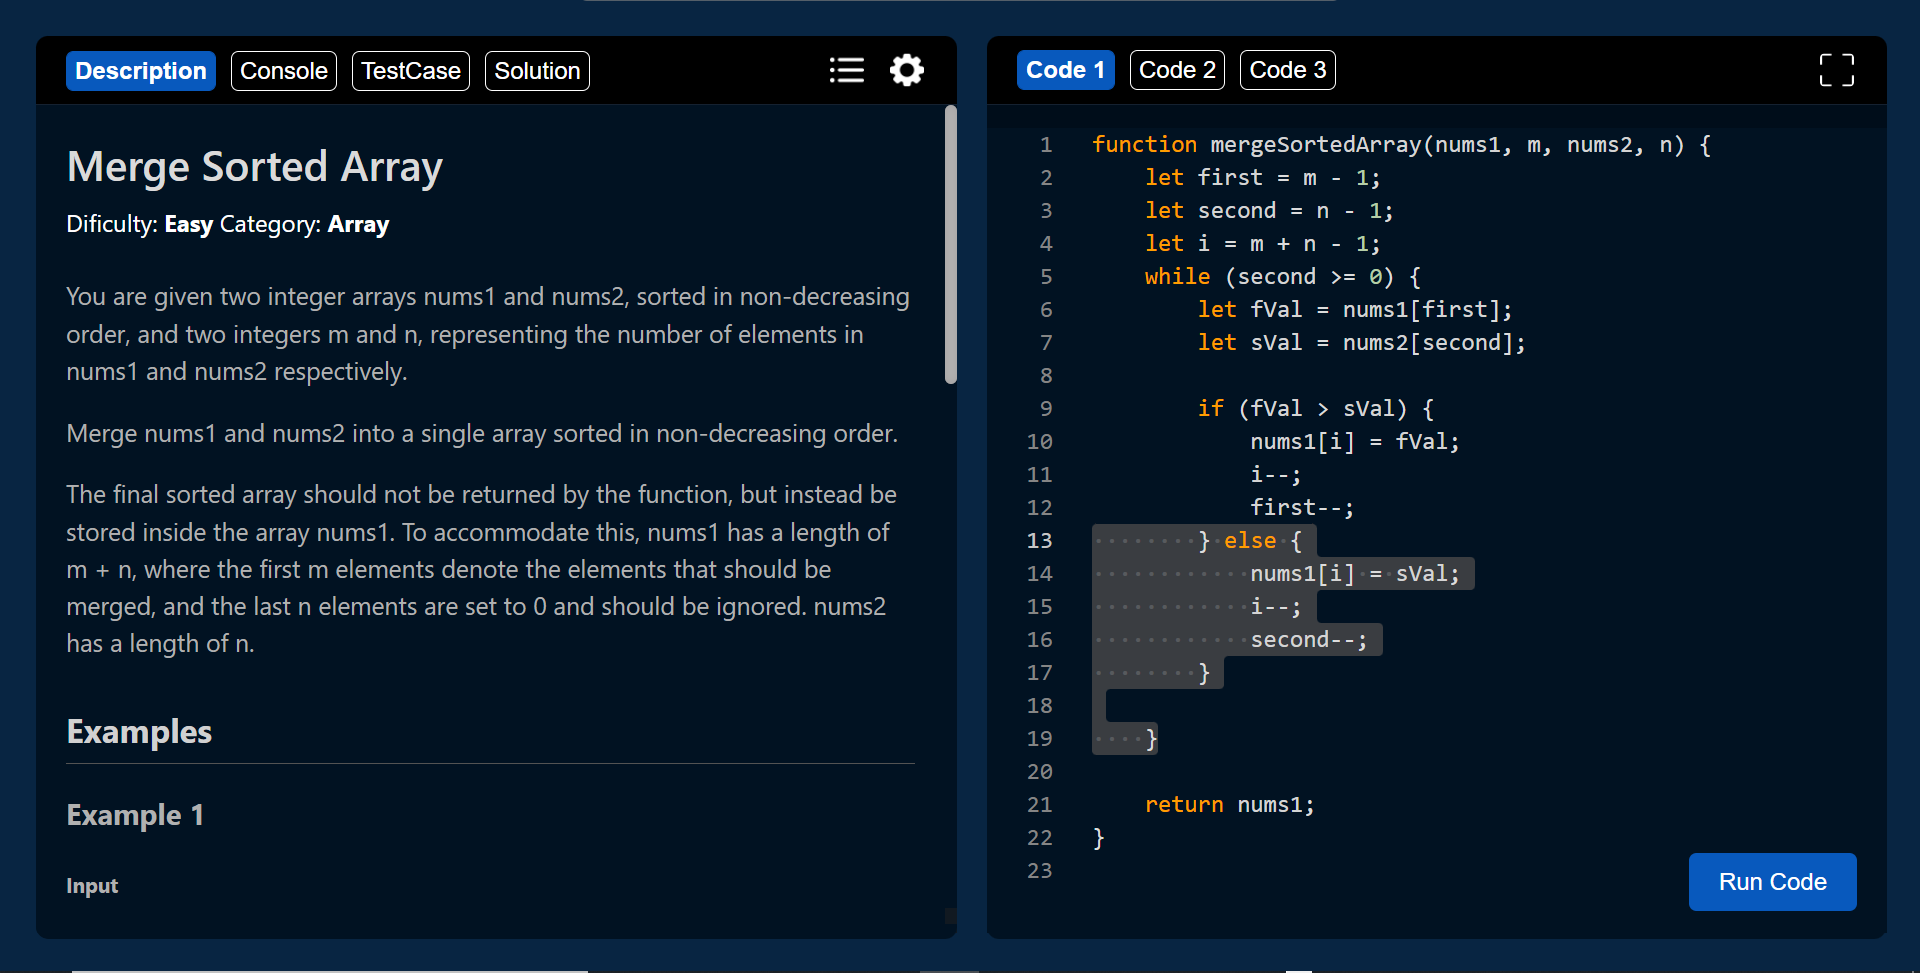 Description Console TestCase Solution
Merge Sorted Array
Dificulty: Easy Category: Array
You are given two integer arrays nums1 and nums2, sorted in non-decreasing
order, and two integers m and n, representing the number of elements in
nums1 and nums2 respectively.
Merge nums1 and nums2 into a single array sorted in non-decreasing order.
The final sorted array should not be returned by the function, but instead be
stored inside the array nums1. To accommodate this, nums1 has a length of
m + n, where the first m elements denote the elements that should be
merged, and the last n elements are set to 0 and should be ignored. nums2
has a length of n.
Examples
Example 1
Input
Code 1 Code 2 Code 3
1 function mergeSortedArray(nums1, m, nums2, n) {
2     let first = m - 1;
3     let second = n - 1;
4     let i = m + n - 1;
5     while (second >= 0) {
6         let fVal = nums1[first];
7         let sVal = nums2[second];
8
9         if (fVal > sVal) {
10             nums1[i] = fVal;
11             i--;
12             first--;
13         } else {
14             nums1[i] = sVal;
15             i--;
16             second--;
17         }
18
19     }
20
21     return nums1;
22 }
23
Run Code